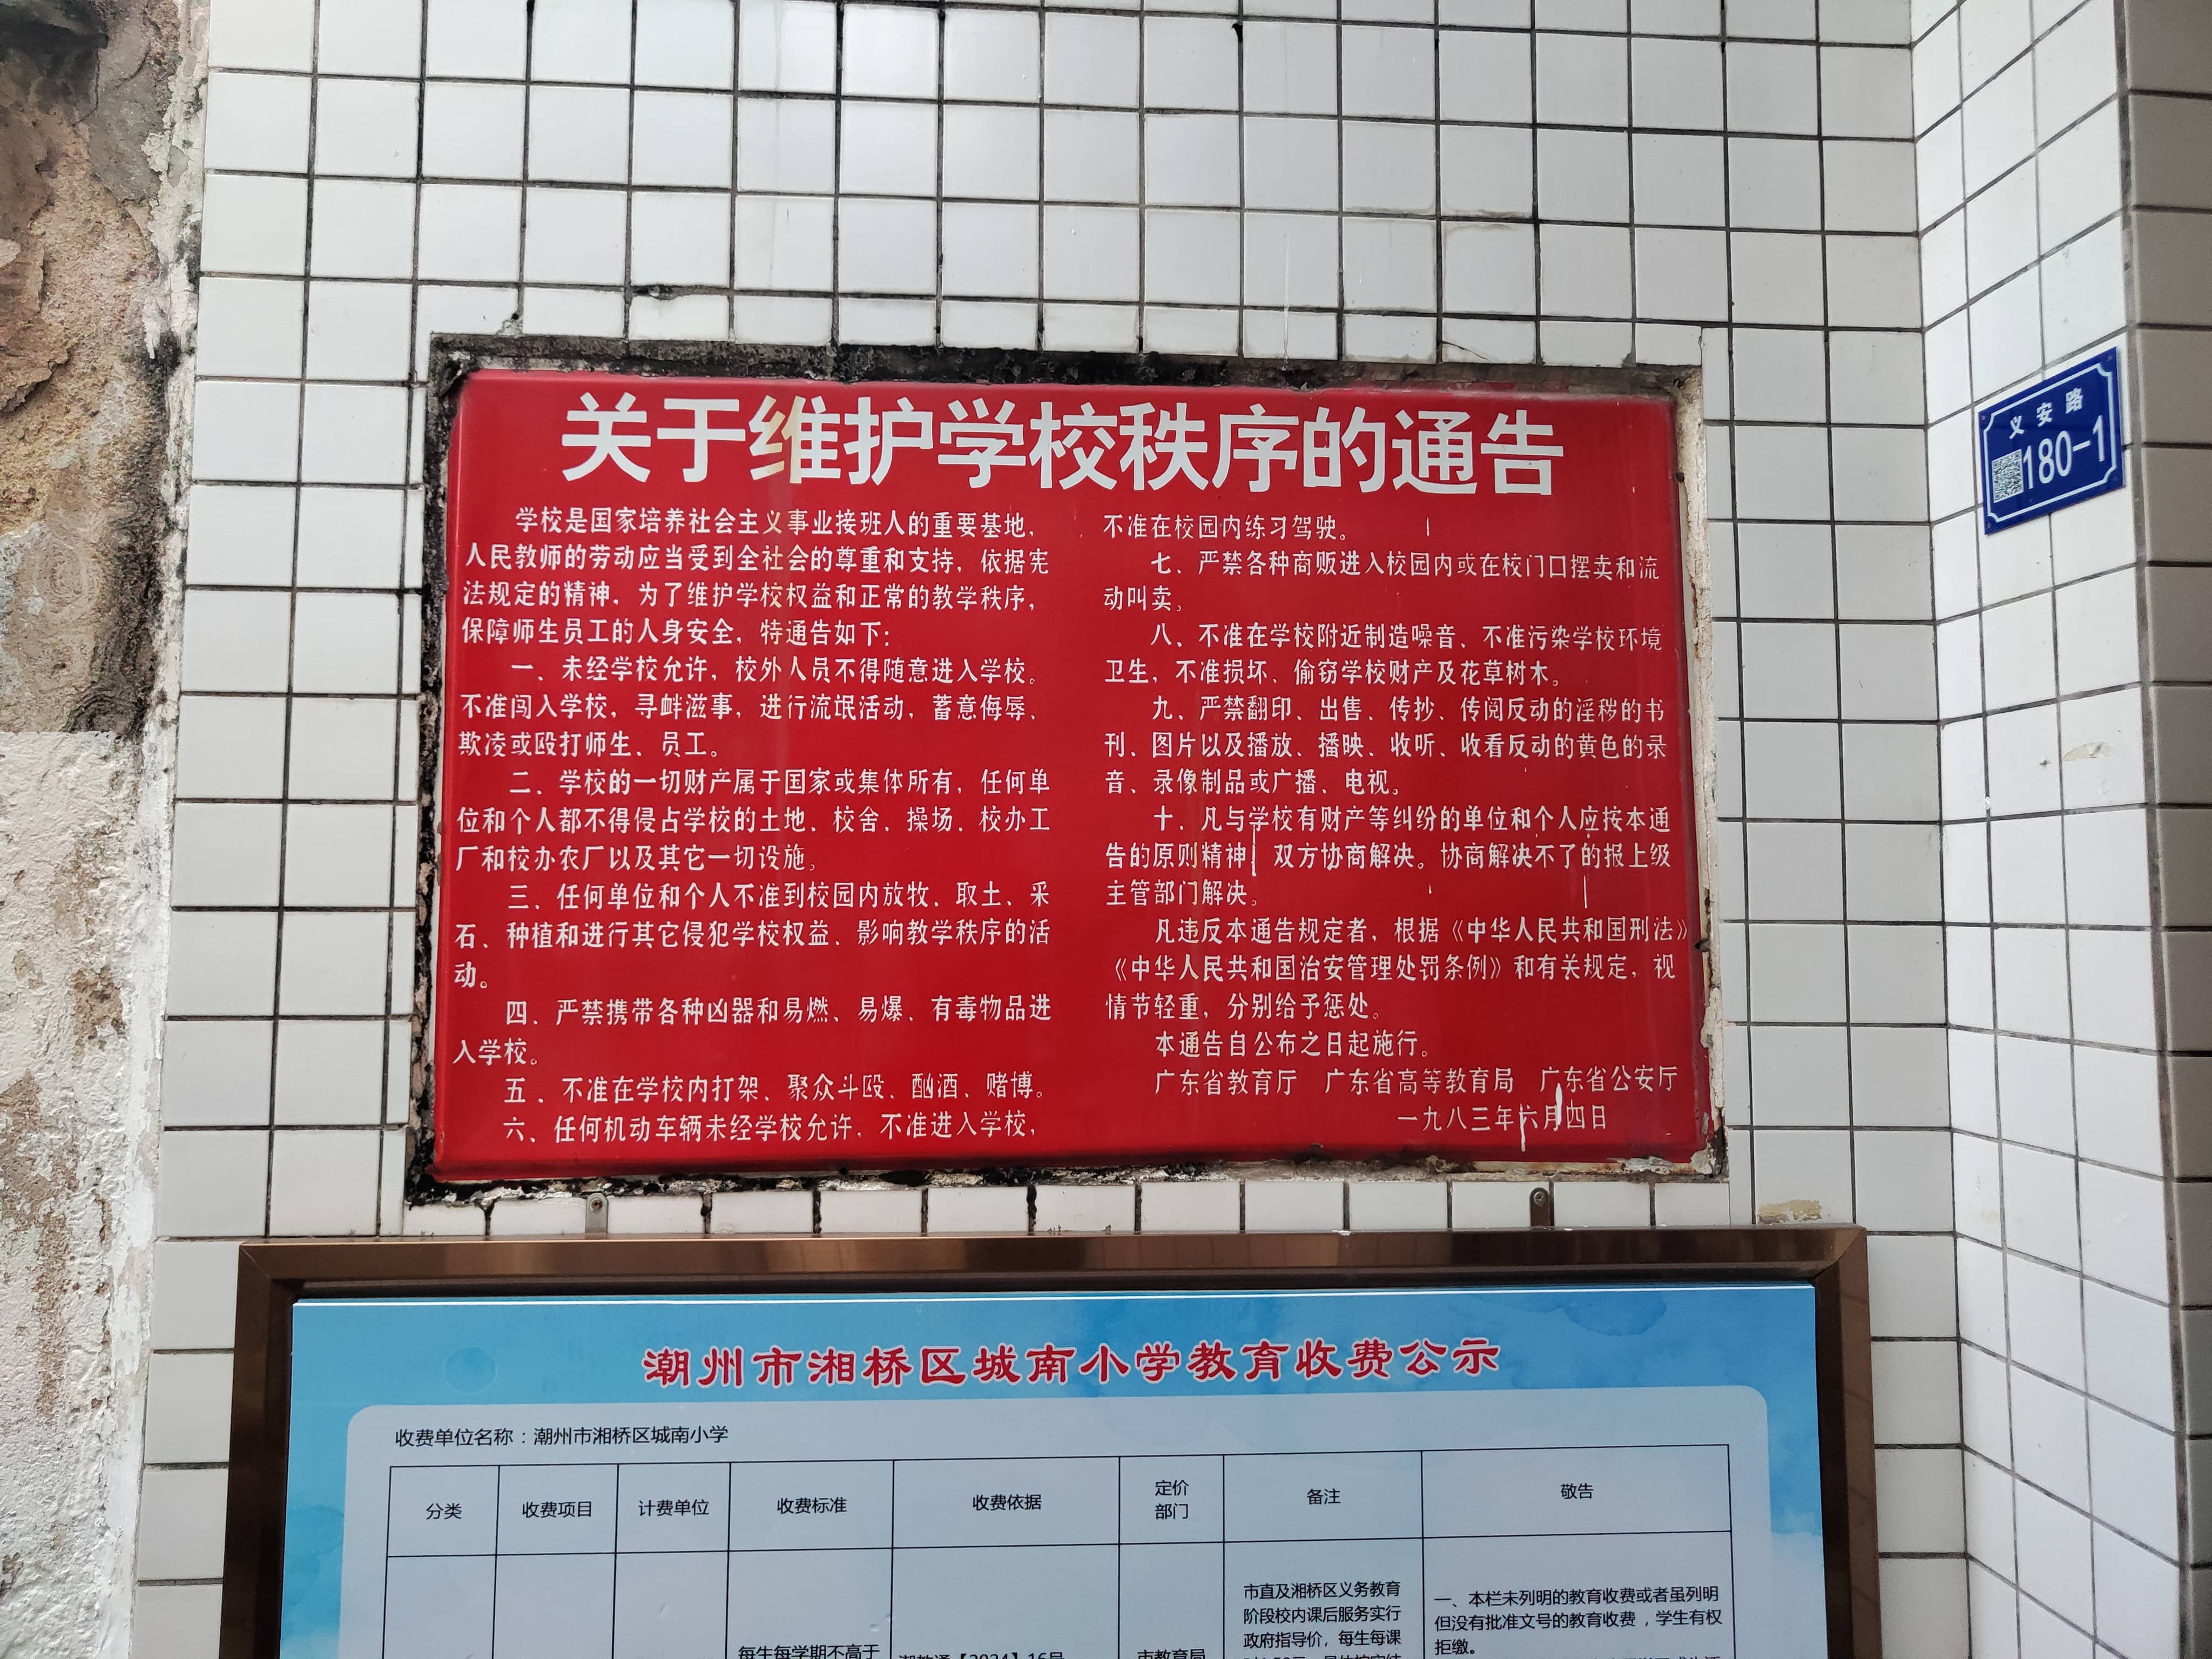 关于维护学校秩序的通告
学校是国家培养社会主义事业接班人的重要基地,
人民教师的劳动应当受到全社会的尊重和支持，依据宪
法规定的精神，为了维护学校权益和正常的教学秩序，
保障师生员工的人身安全，特通告如下：
一、未经学校允许，校外人员不得随意进入学校。
不准闯入学校，寻衅滋事，进行流氓活动，蓄意侮辱、
欺凌或殴打师生、员工。
二、学校的一切财产属于国家或集体所有，任何单
位和个人都不得侵占学校的土地、校舍、操场、校办工
厂和校办农厂以及其它一切设施。
三、任何单位和个人不准到校园内放牧、取土、采
石、种植和进行其它侵犯学校权益、影响教学秩序的活
动。
四、严禁携带各种凶器和易燃、易爆、有毒物品进
入学校。
五、不准在学校内打架、聚众斗殴、酗酒、赌博。
六、任何机动车辆未经学校允许，不准进入学校，
不准在校园内练习驾驶。
七、严禁各种商贩进入校园内或在校门口摆卖和流
动叫卖。
八、不准在学校附近制造噪音、不准污染学校环境
卫生，不准损坏、偷窃学校财产及花草树木。
九、严禁翻印、出售、传抄、传阅反动的淫秽的书
刊、图片以及播放、播映、收听、收看反动的黄色的录
音、录像制品或广播、电视。
十、凡与学校有财产等纠纷的单位和个人应按本通
告的原则精神，双方协商解决。协商解决不了的报上级
主管部门解决。
凡违反本通告规定者，根据《中华人民共和国刑法》
《中华人民共和国治安管理处罚条例》和有关规定，视
情节轻重，分别给予惩处。
本通告自公布之日起施行。
广东省教育厅 广东省高等教育局 广东省公安厅
一九八三年六月四日
义安路
180-1
潮州市湘桥区城南小学教育收费公示
收费单位名称：潮州市湘桥区城南小学
分类 收费项目 计费单位 收费标准 收费依据 定价部门 备注 敬告
每生每学期不高于
市教育局
市直及湘桥区义务教育
阶段校内课后服务实行
政府指导价，每生每课
一、本栏未列明的教育收费或者虽列明
但没有批准文号的教育收费，学生有权
拒缴。